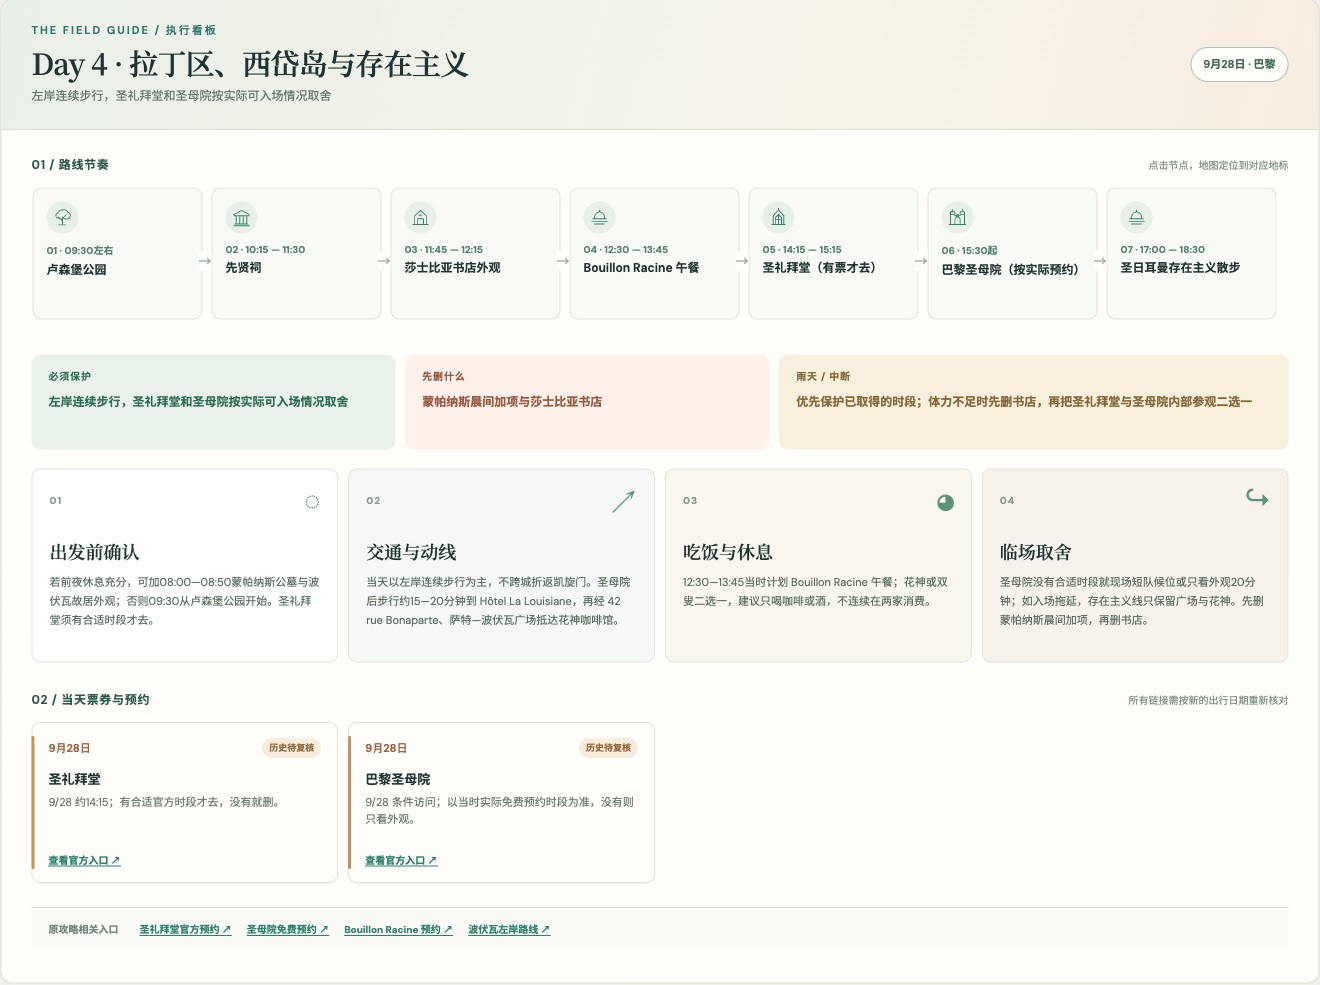 THE FIELD GUIDE / 执行看板
Day 4 · 拉丁区、西岱岛与存在主义
左岸连续步行，圣礼拜堂和圣母院按实际可入场情况取舍
9月28日 · 巴黎
01 / 路线节奏
点击节点，地图定位到对应地标
01 · 09:30左右
卢森堡公园
→
02 · 10:15 — 11:30
先贤祠
→
03 · 11:45 — 12:15
莎士比亚书店外观
→
04 · 12:30 — 13:45
Bouillon Racine 午餐
→
05 · 14:15 — 15:15
圣礼拜堂（有票才去）
→
06 · 15:30起
巴黎圣母院（按实际预约）
→
07 · 17:00 — 18:30
圣日耳曼存在主义散步
必须保护
左岸连续步行，圣礼拜堂和圣母院按实际可入场情况取舍
先删什么
蒙帕纳斯晨间加项与莎士比亚书店
雨天 / 中断
优先保护已取得的时段；体力不足时先删书店，再把圣礼拜堂与圣母院内部参观二选一
01
出发前确认
若前夜休息充分，可加08:00—08:50蒙帕纳斯公墓与波
伏瓦故居外观；否则09:30从卢森堡公园开始。圣礼拜
堂须有合适时段才去。
02
交通与动线
当天以左岸连续步行为主，不跨城折返凯旋门。圣母院
后步行约15—20分钟到 Hôtel La Louisiane，再经 42
rue Bonaparte、萨特—波伏瓦广场抵达花神咖啡馆。
03
吃饭与休息
12:30—13:45当时计划 Bouillon Racine 午餐；花神或双
叟二选一，建议只喝咖啡或酒，不连续在两家消费。
04
临场取舍
圣母院没有合适时段就现场短队候位或只看外观20分
钟；如入场拖延，存在主义线只保留广场与花神。先删
蒙帕纳斯晨间加项，再删书店。
02 / 当天票券与预约
所有链接需按新的出行日期重新核对
9月28日
历史待复核
圣礼拜堂
9/28 约14:15；有合适官方时段才去，没有就删。
查看官方入口 ↗
9月28日
历史待复核
巴黎圣母院
9/28 条件访问；以当时实际免费预约时段为准，没有则
只看外观。
查看官方入口 ↗
原攻略相关入口
圣礼拜堂官方预约 ↗
圣母院免费预约 ↗
Bouillon Racine 预约 ↗
波伏瓦左岸路线 ↗